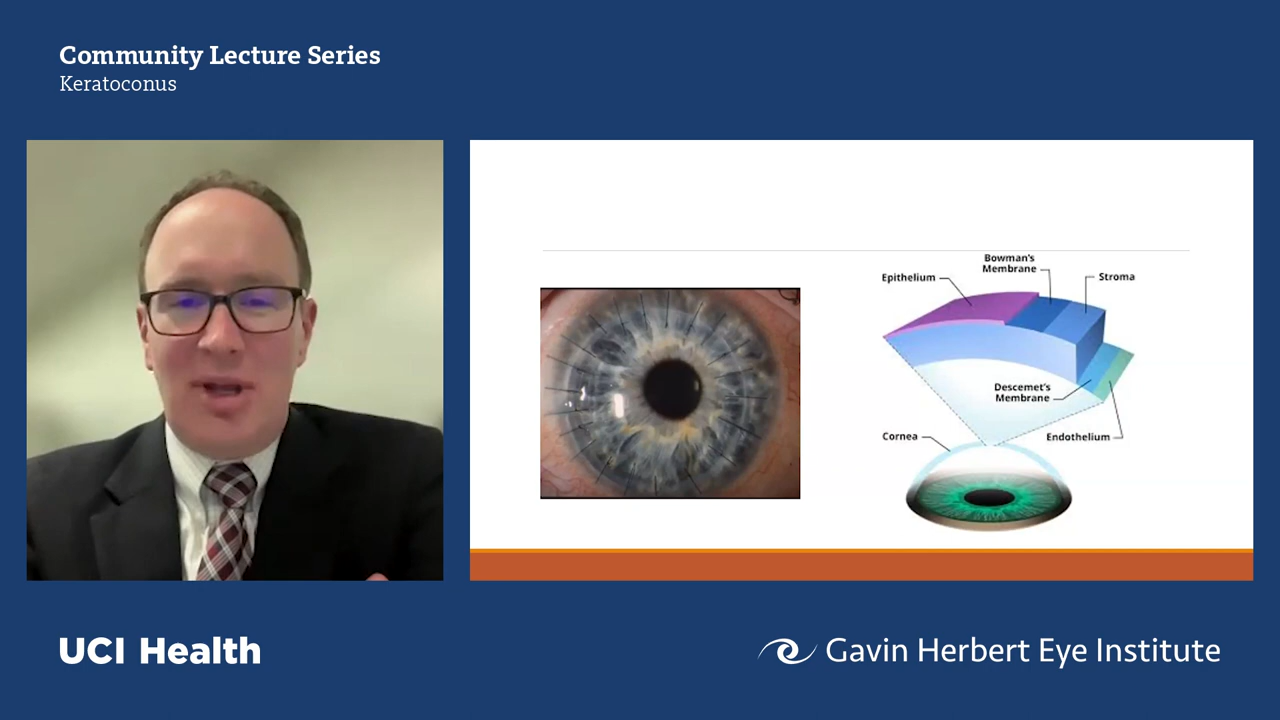 Community Lecture Series
Keratoconus
Bowman's
Membrane
Epithelium
Stroma
Descemet's
Membrane
Cornea
Endothelium
UCI Health
Gavin Herbert Eye Institute